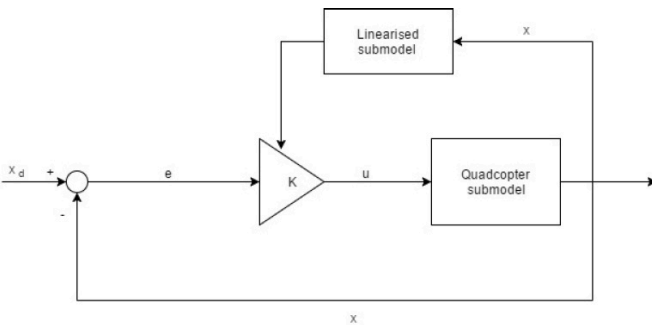 Linearised
submodel
x
x d
+
e
K
u
Quadcopter
submodel
-
x